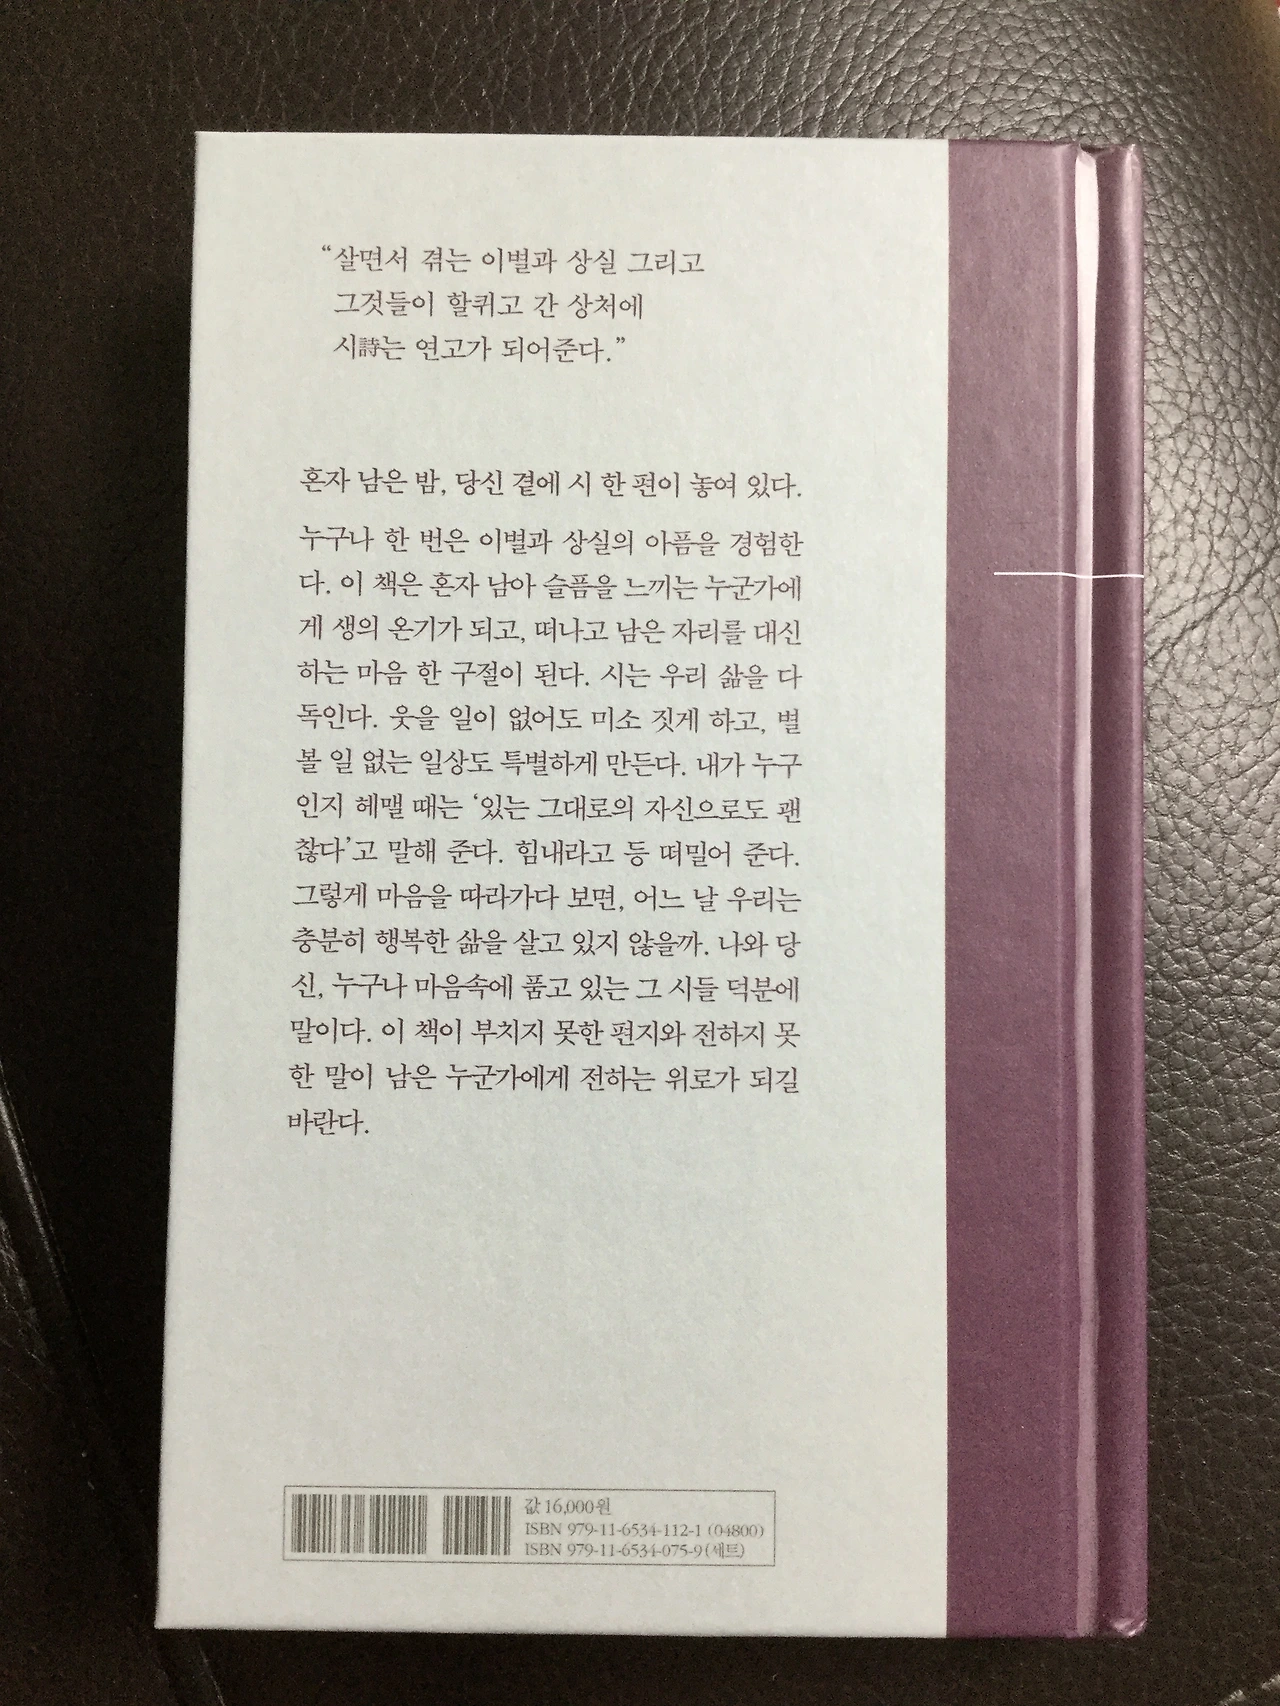 “살면서 겪는 이별과 상실 그리고
그것들이 할퀴고 간 상처에
시詩는 연고가 되어준다.”
혼자 남은 밤, 당신 곁에 시 한 편이 놓여 있다.
누구나 한 번은 이별과 상실의 아픔을 경험한
다. 이 책은 혼자 남아 슬픔을 느끼는 누군가에
게 생의 온기가 되고, 떠나고 남은 자리를 대신
하는 마음 한 구절이 된다. 시는 우리 삶을 다
독인다. 웃을 일이 없어도 미소 짓게 하고, 별
볼 일 없는 일상도 특별하게 만든다. 내가 누구
인지 헤맬 때는 ‘있는 그대로의 자신으로도 괜
찮다’고 말해 준다. 힘내라고 등 떠밀어 준다.
그렇게 마음을 따라가다 보면, 어느 날 우리는
충분히 행복한 삶을 살고 있지 않을까. 나와 당
신, 누구나 마음속에 품고 있는 그 시들 덕분에
말이다. 이 책이 부치지 못한 편지와 전하지 못
한 말이 남은 누군가에게 전하는 위로가 되길
바란다.
값 16,000원
ISBN 979-11-6534-112-1 (04800)
ISBN 979-11-6534-075-9(세트)